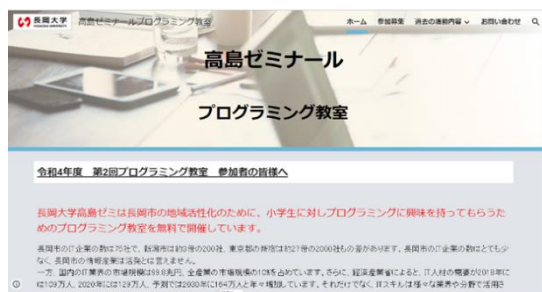 長岡大学 高島ゼミナールプログラミング教室 ホーム 参加募集 過去の活動内容 お問い合わせ
高島ゼミナール
プログラミング教室
令和4年度　第2回プログラミング教室　参加者の皆様へ
長岡大学高島ゼミは長岡市の地域活性化のために、小学生に対しプログラミングに興味を持ってもらうた
めのプログラミング教室を無料で開催しています。
長岡市のIT企業の数は75社で、新潟市は約3倍の200社、東京都の新宿は約27倍の2000社もの差があります。長岡市のIT企業の数はとても少
なく、長岡市の情報産業は活発とは言えません。
一方、国内のIT業界の市場規模は99.8兆円、全産業の市場規模の10%を占めています。さらに、経済産業省によると、IT人材の需要が2018年に
は103万人、2020年には129万人、予測では2030年に164万人と年々増加しています。それだけでなく、ITスキルは様々な業界や分野で活用さ